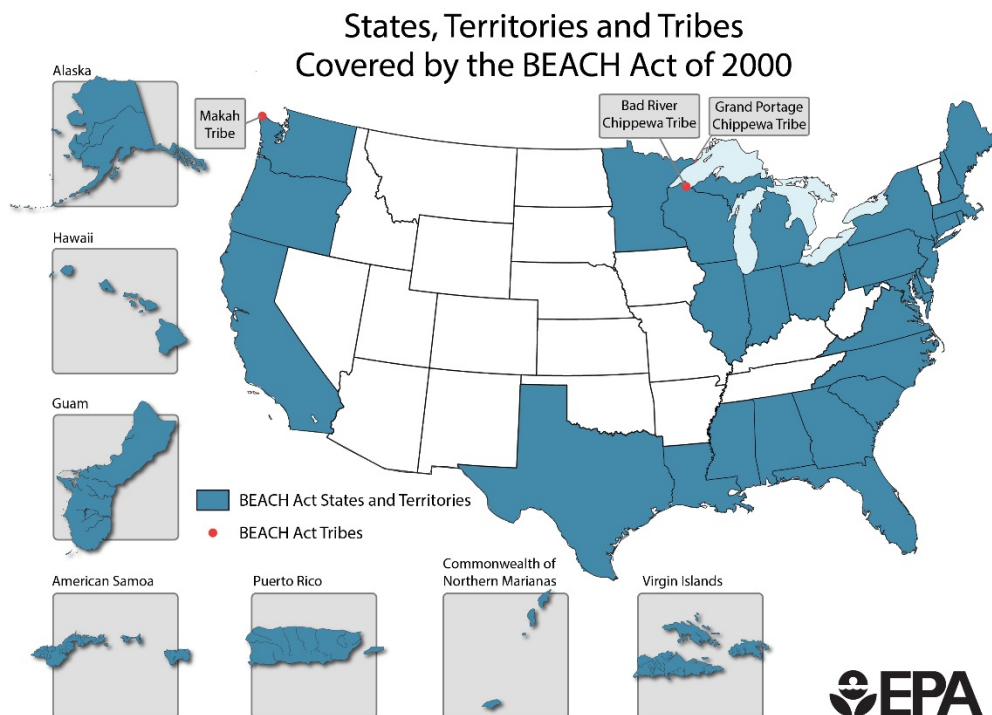 States, Territories and Tribes
Covered by the BEACH Act of 2000
Alaska
Makah
Tribe
Bad River
Chippewa Tribe
Grand Portage
Chippewa Tribe
Hawaii
Guam
BEACH Act States and Territories
BEACH Act Tribes
American Samoa
Puerto Rico
Commonwealth of
Northern Marianas
Virgin Islands
EPA